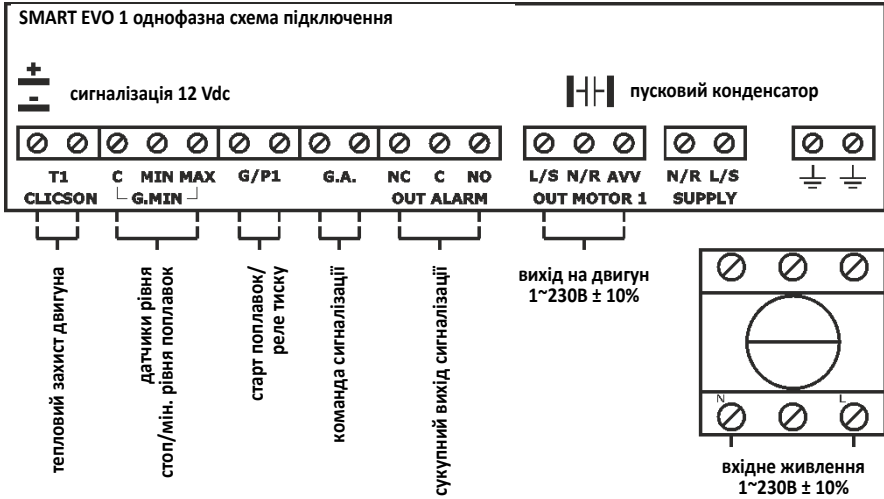 SMART EVO 1 однофазна схема підключення
+
-
сигналізація 12 Vdc
пусковий конденсатор
T1 C MIN MAX G/P1 G.A. NC C NO L/S N/R AVV N/R L/S
CLICSON G.MIN OUT ALARM OUT MOTOR 1 SUPPLY
тепловий захист двигуна
датчики рівня
стоп/мін. рівня поплавок
старт поплавок/
реле тиску
команда сигналізації
сукупний вихід сигналізації
вихід на двигун
1~230В ± 10%
N L
вхідне живлення
1~230В ± 10%